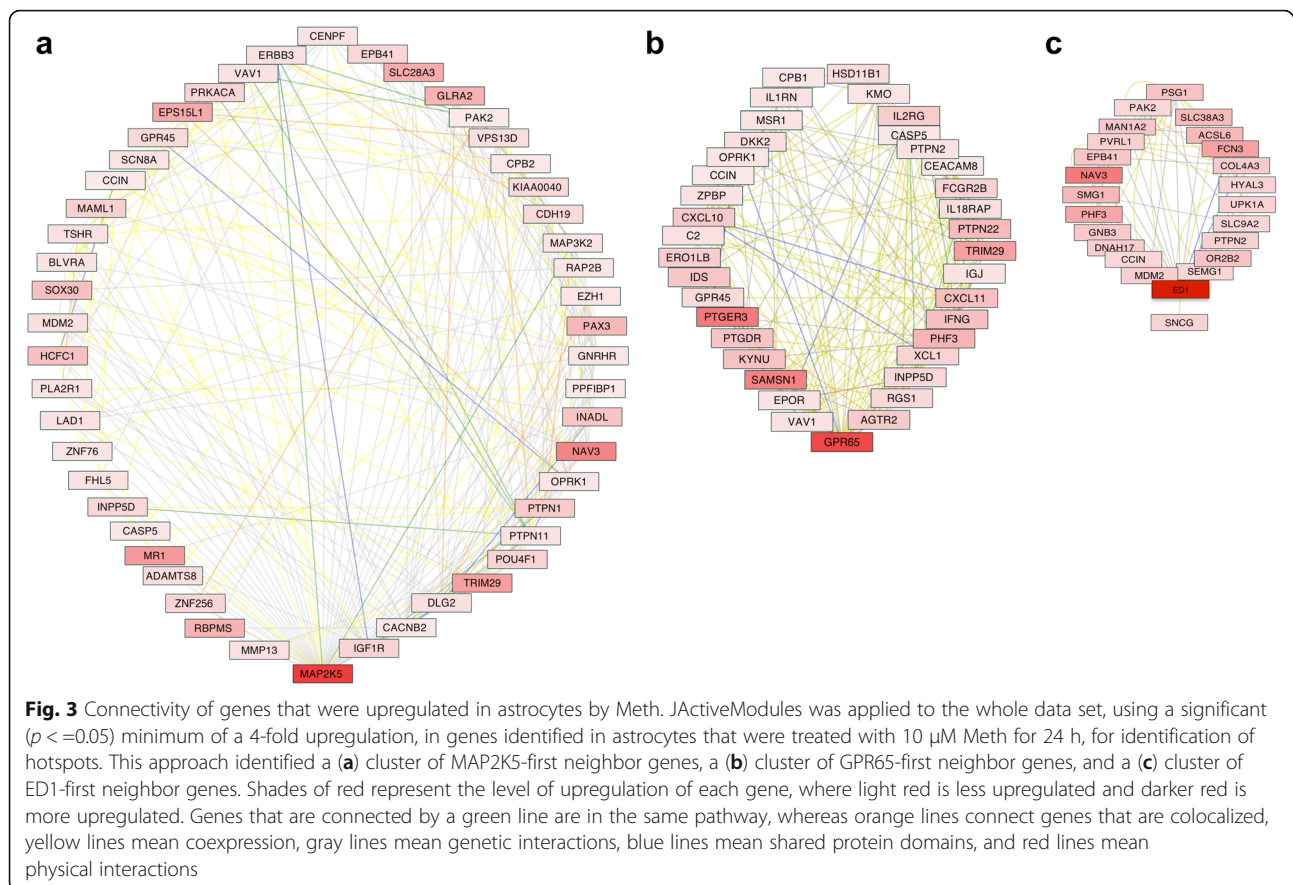 a
CENPF
ERBB3
EPB41
VAV1
SLC28A3
PRKACA
GLRA2
EPS15L1
PAK2
GPR45
VPS13D
SCN8A
CPB2
CCIN
KIAA0040
MAML1
CDH19
TSHR
MAP3K2
BLVRA
RAP2B
SOX30
EZH1
MDM2
PAX3
HCFC1
GNRHR
PLA2R1
PPFIBP1
LAD1
INADL
ZNF76
NAV3
FHL5
OPRK1
INPP5D
PTPN1
CASP5
PTPN11
MR1
POU4F1
ADAMTS8
TRIM29
ZNF256
DLG2
RBPMS
CACNB2
MMP13
IGF1R
MAP2K5
b
CPB1
HSD11B1
IL1RN
KMO
MSR1
IL2RG
DKK2
CASP5
OPRK1
PTPN2
CCIN
CEACAM8
ZPBP
FCGR2B
CXCL10
IL18RAP
C2
PTPN22
ERO1LB
TRIM29
IDS
IGJ
GPR45
CXCL11
PTGER3
IFNG
PTGDR
PHF3
KYNU
XCL1
SAMSN1
INPP5D
EPOR
RGS1
VAV1
AGTR2
GPR65
c
PSG1
PAK2
SLC38A3
MAN1A2
ACSL6
PVRL1
FCN3
EPB41
COL4A3
NAV3
HYAL3
SMG1
UPK1A
PHF3
SLC9A2
GNB3
PTPN2
DNAH17
OR2B2
CCIN
SEMG1
MDM2
ED1
SNCG
Fig. 3 Connectivity of genes that were upregulated in astrocytes by Meth. JActiveModules was applied to the whole data set, using a significant
(p < =0.05) minimum of a 4-fold upregulation, in genes identified in astrocytes that were treated with 10 μM Meth for 24 h, for identification of
hotspots. This approach identified a (a) cluster of MAP2K5-first neighbor genes, a (b) cluster of GPR65-first neighbor genes, and a (c) cluster of
ED1-first neighbor genes. Shades of red represent the level of upregulation of each gene, where light red is less upregulated and darker red is
more upregulated. Genes that are connected by a green line are in the same pathway, whereas orange lines connect genes that are colocalized,
yellow lines mean coexpression, gray lines mean genetic interactions, blue lines mean shared protein domains, and red lines mean
physical interactions